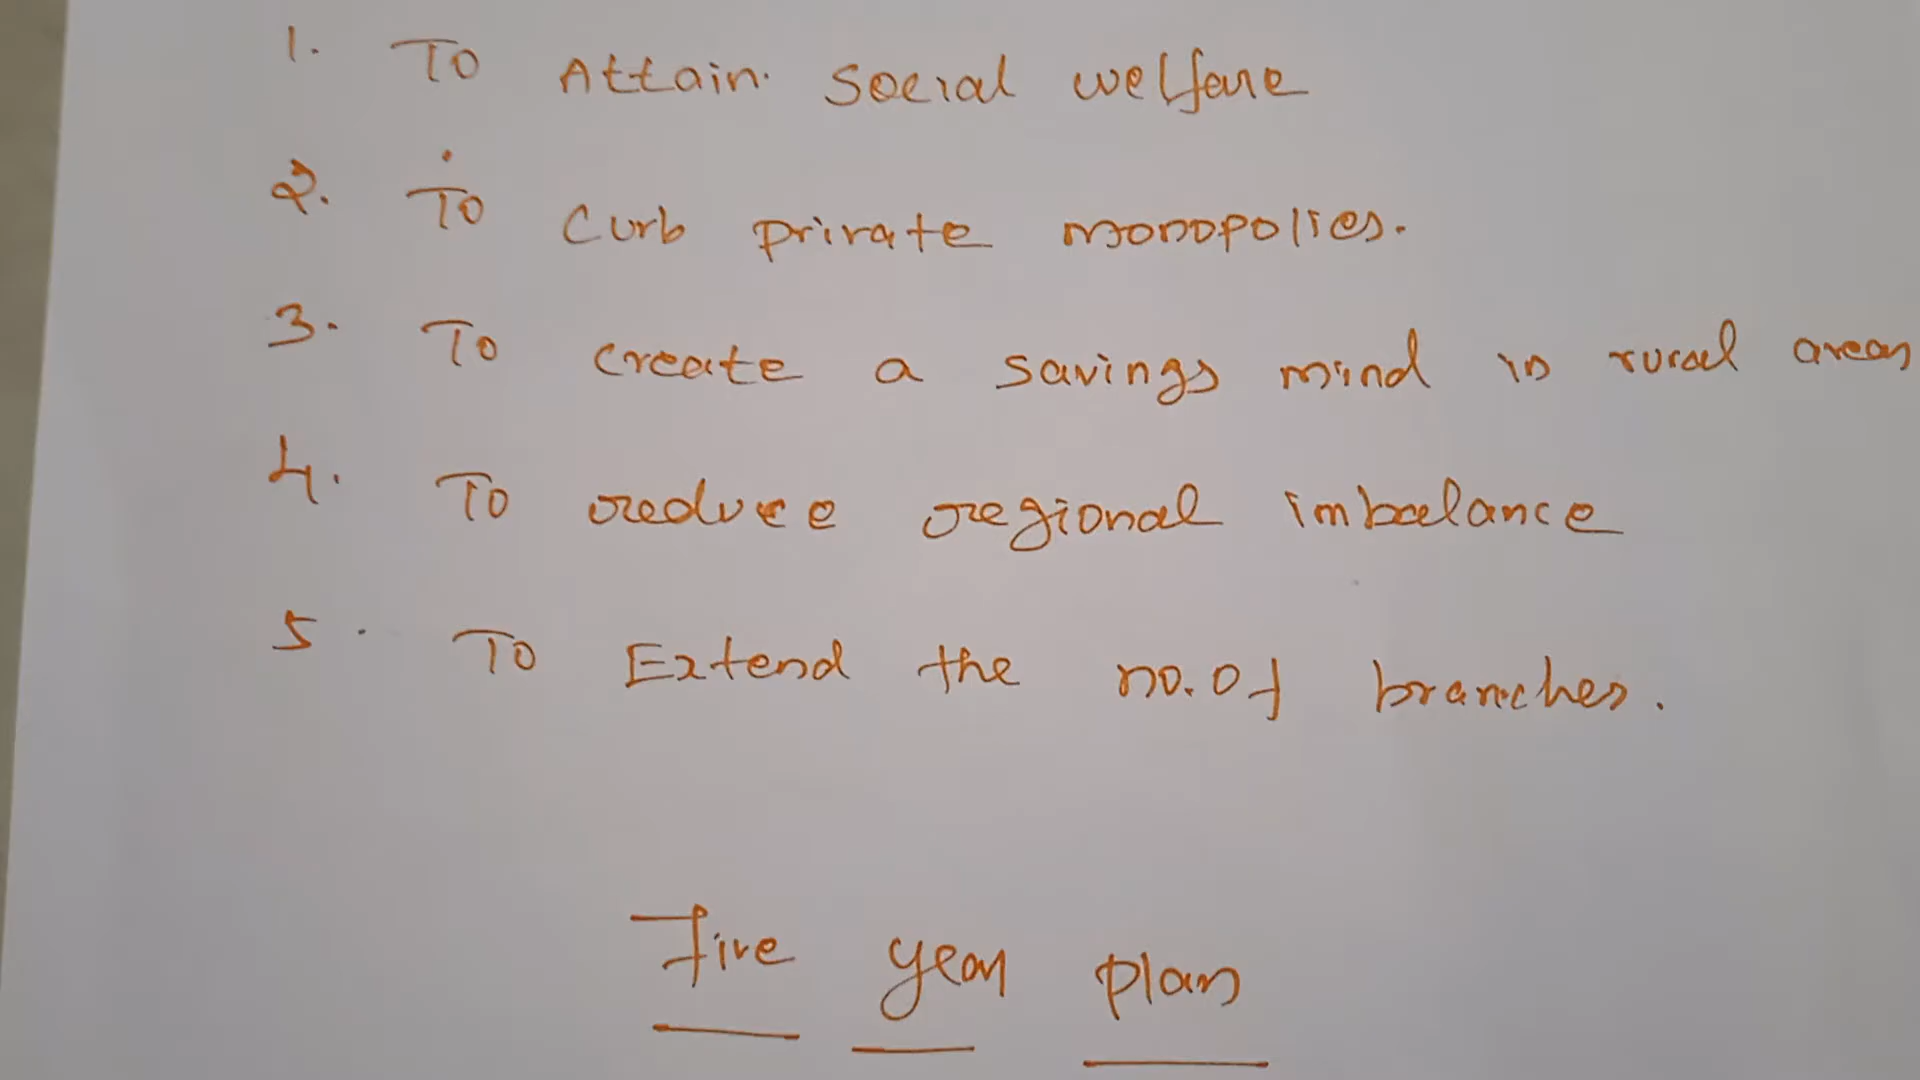 1. To Attain Social welfare
2. To Curb private monopolies.
3. To create a savings mind in rural areas
4. To reduce regional imbalance
5. To Extend the no. of branches.
Five year plan